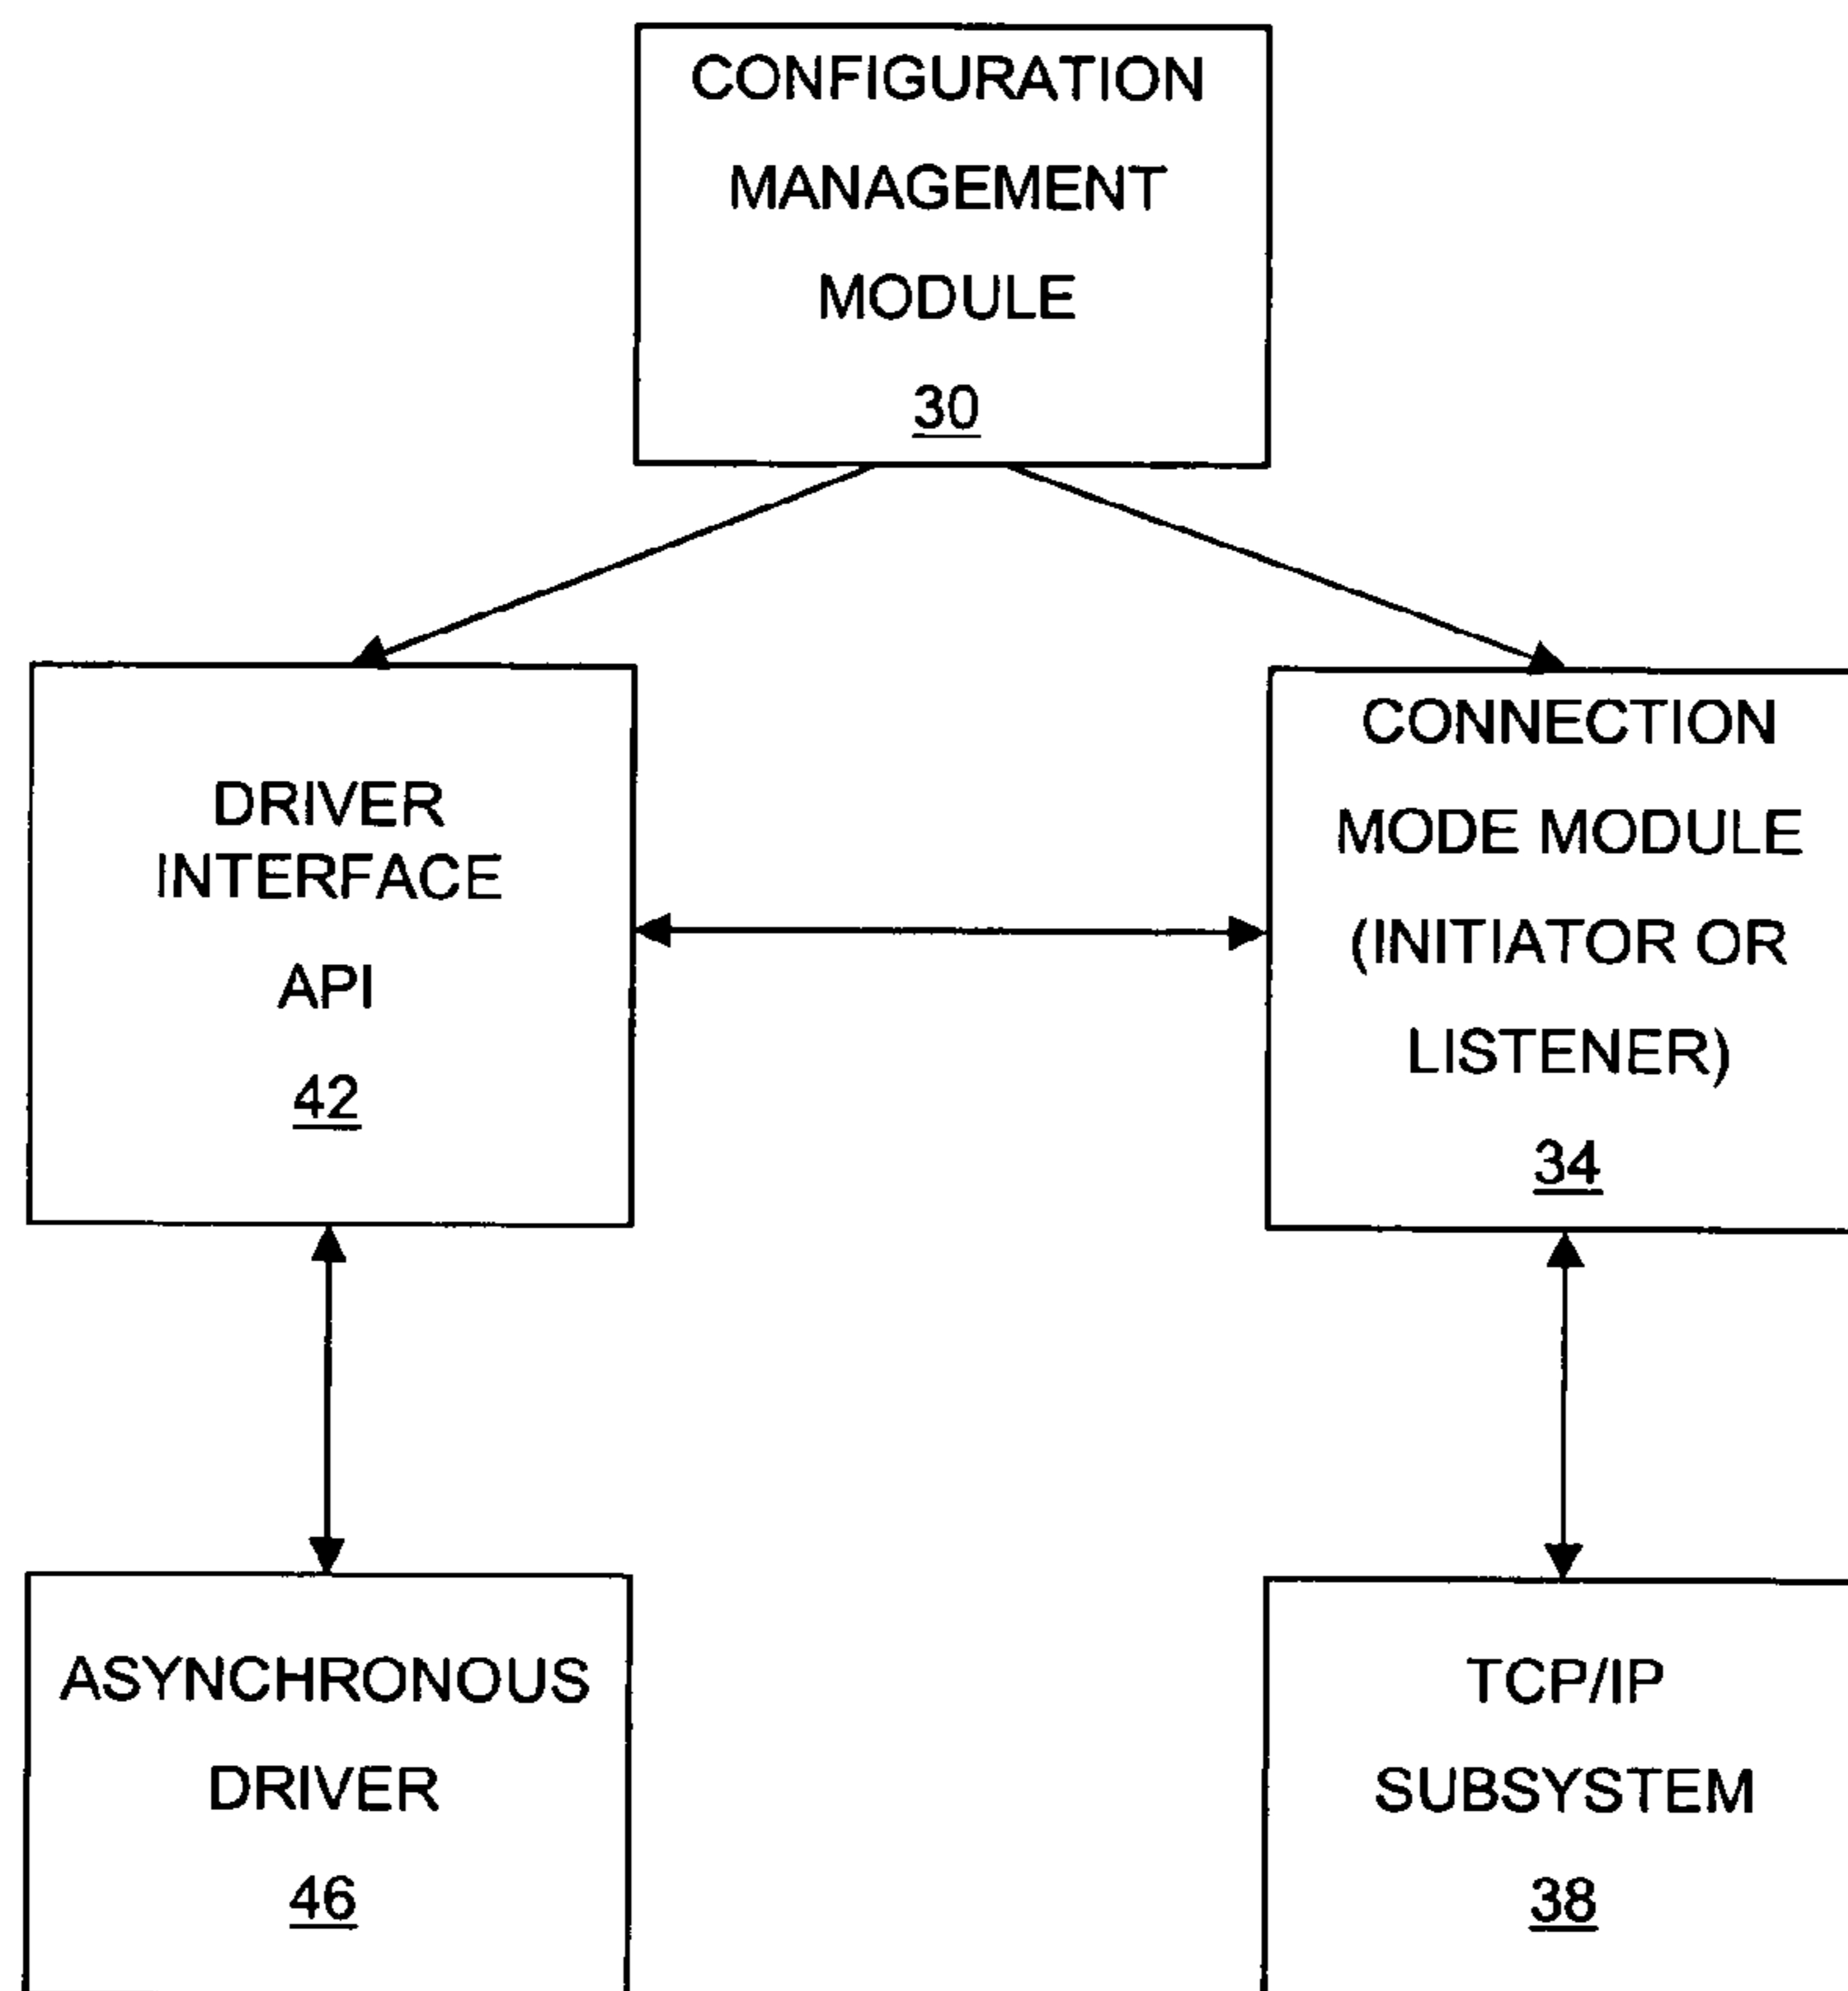 CONFIGURATION
MANAGEMENT
MODULE
30
DRIVER
INTERFACE
API
42
CONNECTION
MODE MODULE
(INITIATOR OR
LISTENER)
34
ASYNCHRONOUS
DRIVER
46
TCP/IP
SUBSYSTEM
38